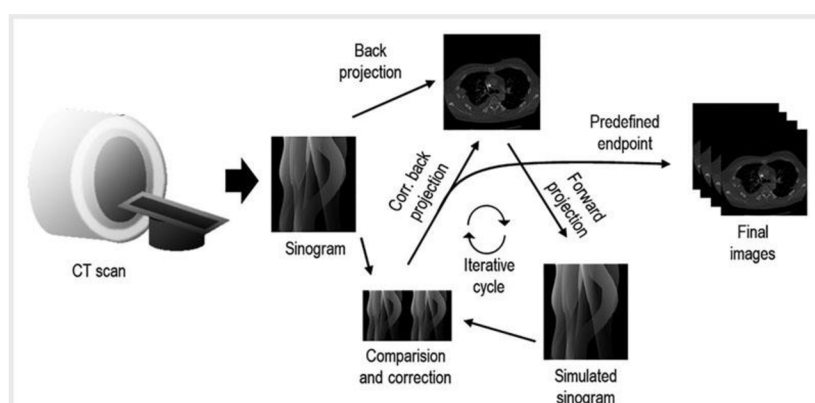 Back
projection
Predefined
endpoint
Corr. back
projection
Forward
projection
CT scan
Sinogram
Iterative
cycle
Final
images
Comparision
and correction
Simulated
sinogram